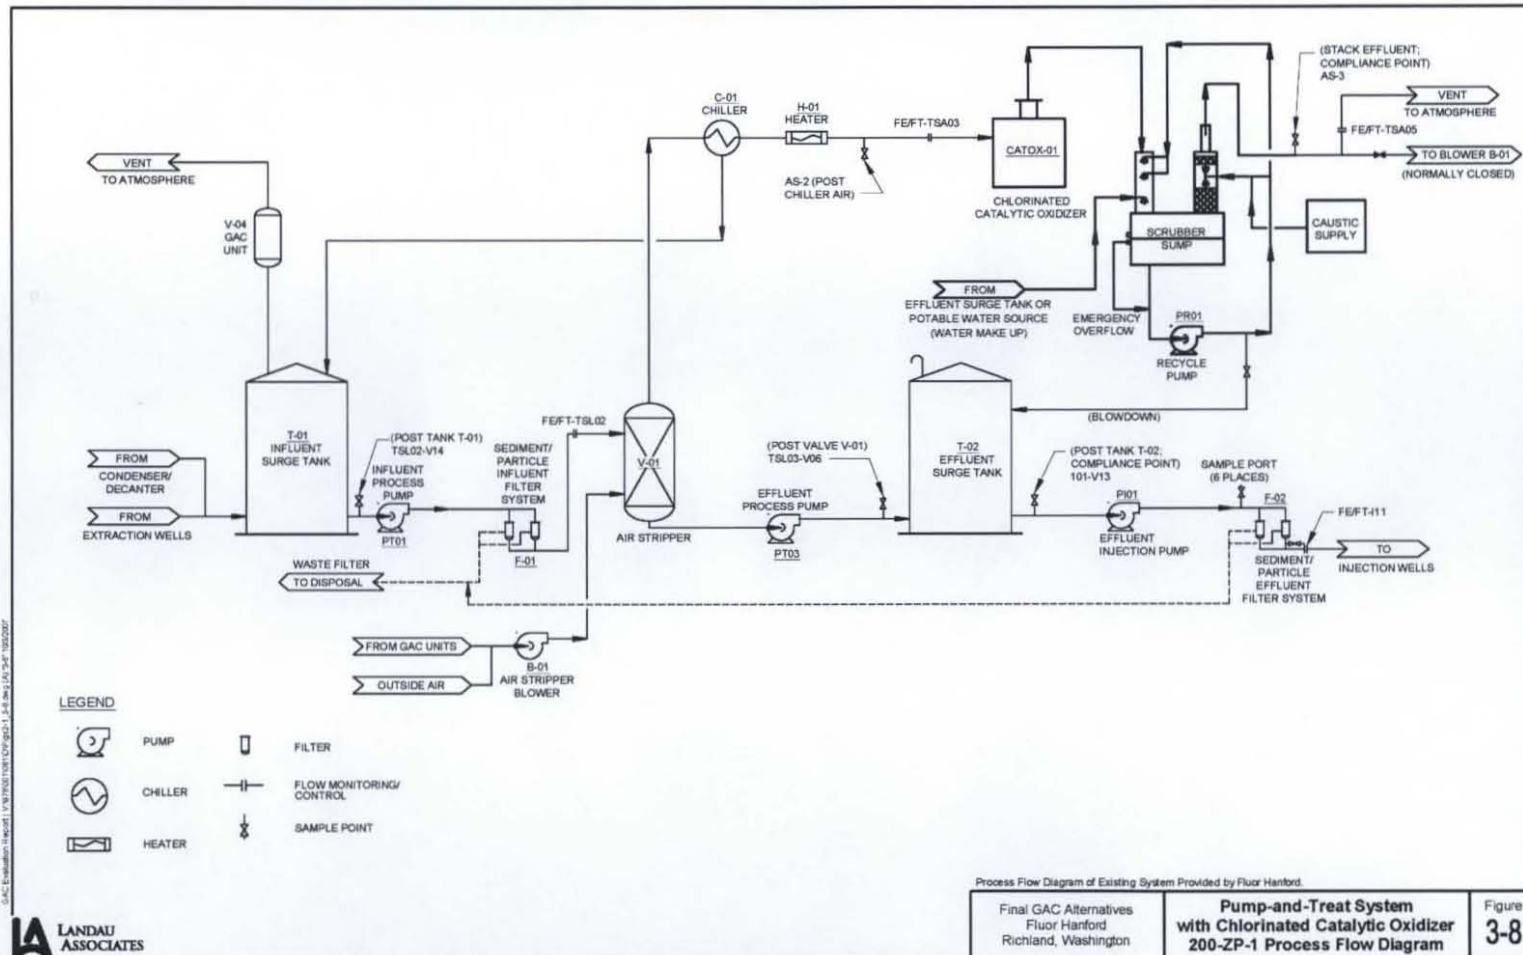 (STACK EFFLUENT;
COMPLIANCE POINT)
AS-3
C-01
CHILLER
H-01
HEATER
FE/FT-TSA03
VENT
TO ATMOSPHERE
FE/FT-TSA05
CATOX-01
VENT
TO ATMOSPHERE
TO BLOWER B-01
(NORMALLY CLOSED)
AS-2 (POST
CHILLER AIR)
CHLORINATED
CATALYTIC OXIDIZER
V-04
GAC
UNIT
CAUSTIC
SUPPLY
SCRUBBER
SUMP
FROM
EFFLUENT SURGE TANK OR
POTABLE WATER SOURCE
(WATER MAKE UP)
EMERGENCY
OVERFLOW
PR01
RECYCLE
PUMP
(BLOWDOWN)
FE/FT-TSL02
T-01
INFLUENT
SURGE TANK
(POST TANK T-01)
TSL02-V14
INFLUENT
PROCESS
PUMP
PT01
SEDIMENT/
PARTICLE
INFLUENT
FILTER
SYSTEM
F-01
FROM
CONDENSER/
DECANTER
FROM
EXTRACTION WELLS
V-01
AIR STRIPPER
(POST VALVE V-01)
TSL03-V06
EFFLUENT
PROCESS PUMP
PT03
T-02
EFFLUENT
SURGE TANK
(POST TANK T-02;
COMPLIANCE POINT)
101-V13
PI01
EFFLUENT
INJECTION PUMP
SAMPLE PORT
(6 PLACES)
F-02
FE/FT-I11
TO
INJECTION WELLS
SEDIMENT/
PARTICLE
EFFLUENT
FILTER SYSTEM
WASTE FILTER
TO DISPOSAL
FROM GAC UNITS
OUTSIDE AIR
B-01
AIR STRIPPER
BLOWER
LEGEND
PUMP
FILTER
CHILLER
FLOW MONITORING/
CONTROL
HEATER
SAMPLE POINT
Process Flow Diagram of Existing System Provided by Fluor Hanford.
Final GAC Alternatives
Fluor Hanford
Richland, Washington
Pump-and-Treat System
with Chlorinated Catalytic Oxidizer
200-ZP-1 Process Flow Diagram
Figure
3-8
LA LANDAU
ASSOCIATES